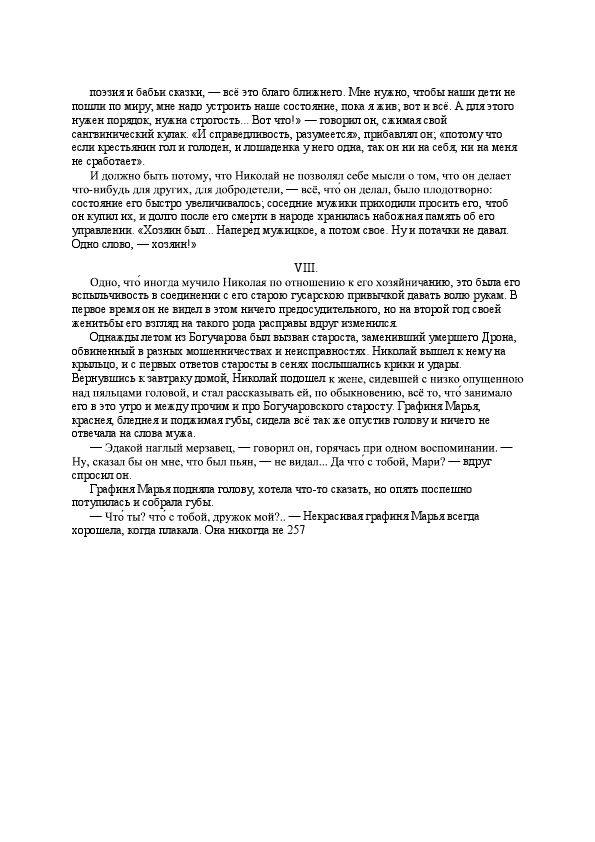 поэзия и бабьи сказки, — всё это благо ближнего. Мне нужно, чтобы наши дети не
пошли по миру; мне надо устроить наше состояние, пока я жив; вот и всё. А для этого
нужен порядок, нужна строгость... Вот что!» — говорил он, сжимая свой
сангвинический кулак. «И справедливость, разумеется», прибавлял он; «потому что
если крестьянин гол и голоден, и лошаденка у него одна, так он ни на себя, ни на меня
не сработает».
И должно быть потому, что Николай не позволял себе мысли о том, что он делает
что-нибудь для других, для добродетели, — всё, что́ он делал, было плодотворно:
состояние его быстро увеличивалось; соседние мужики приходили просить его, чтоб
он купил их, и долго после его смерти в народе хранилась набожная память об его
управлении. «Хозяин был... Наперед мужицкое, а потом свое. Ну и потачки не давал.
Одно слово, — хозяин!»
VIII.
Одно, что́ иногда мучило Николая по отношению к его хозяйничанию, это была его
вспыльчивость в соединении с его старою гусарскою привычкой давать волю рукам. В
первое время он не видел в этом ничего предосудительного, но на второй год своей
женитьбы его взгляд на такого рода расправы вдруг изменился.
Однажды летом из Богучарова был вызван староста, заменивший умершего Дрона,
обвиненный в разных мошенничествах и неисправностях. Николай вышел к нему на
крыльцо, и с первых ответов старосты в сенях послышались крики и удары.
Вернувшись к завтраку домой, Николай подошел к жене, сидевшей с низко опущенною
над пяльцами головой, и стал рассказывать ей, по обыкновению, всё то, что́ занимало
его в это утро и между прочим и про Богучаровского старосту. Графиня Марья,
краснея, бледнея и поджимая губы, сидела всё так же опустив голову и ничего не
отвечала на слова мужа.
— Эдакой наглый мерзавец, — говорил он, горячась при одном воспоминании. —
Ну, сказал бы он мне, что был пьян, — не видал... Да что́ с тобой, Мари? — вдруг
спросил он.
Графиня Марья подняла голову, хотела что-то сказать, но опять поспешно
потупилась и собрала губы.
— Что́ ты? что́ с тобой, дружок мой?.. — Некрасивая графиня Марья всегда
хорошела, когда плакала. Она никогда не 257